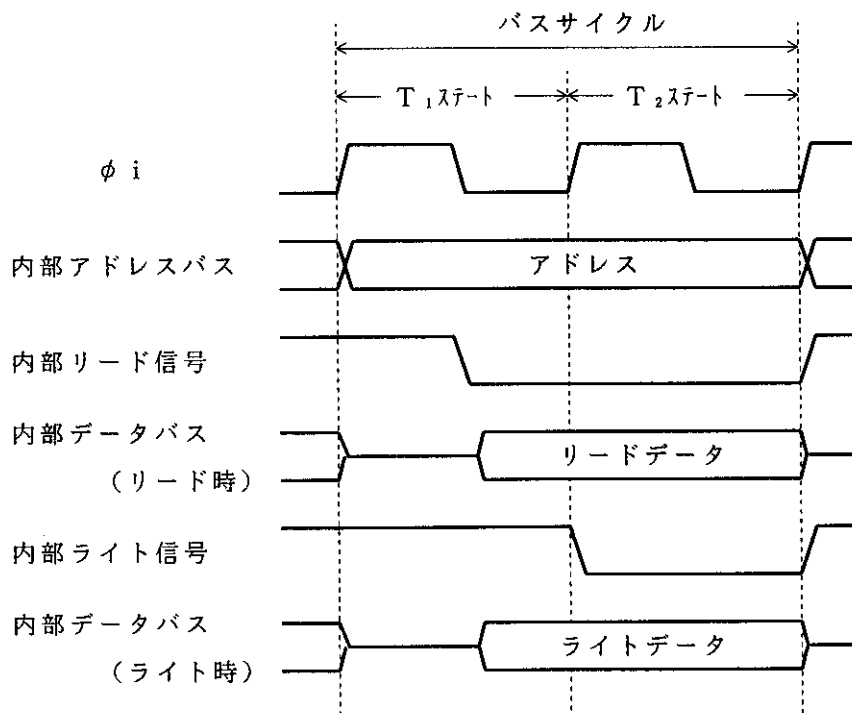 バスサイクル
T₁ステート
T₂ステート
φi
内部アドレスバス
アドレス
内部リード信号
内部データバス
(リード時)
リードデータ
内部ライト信号
内部データバス
(ライト時)
ライトデータ